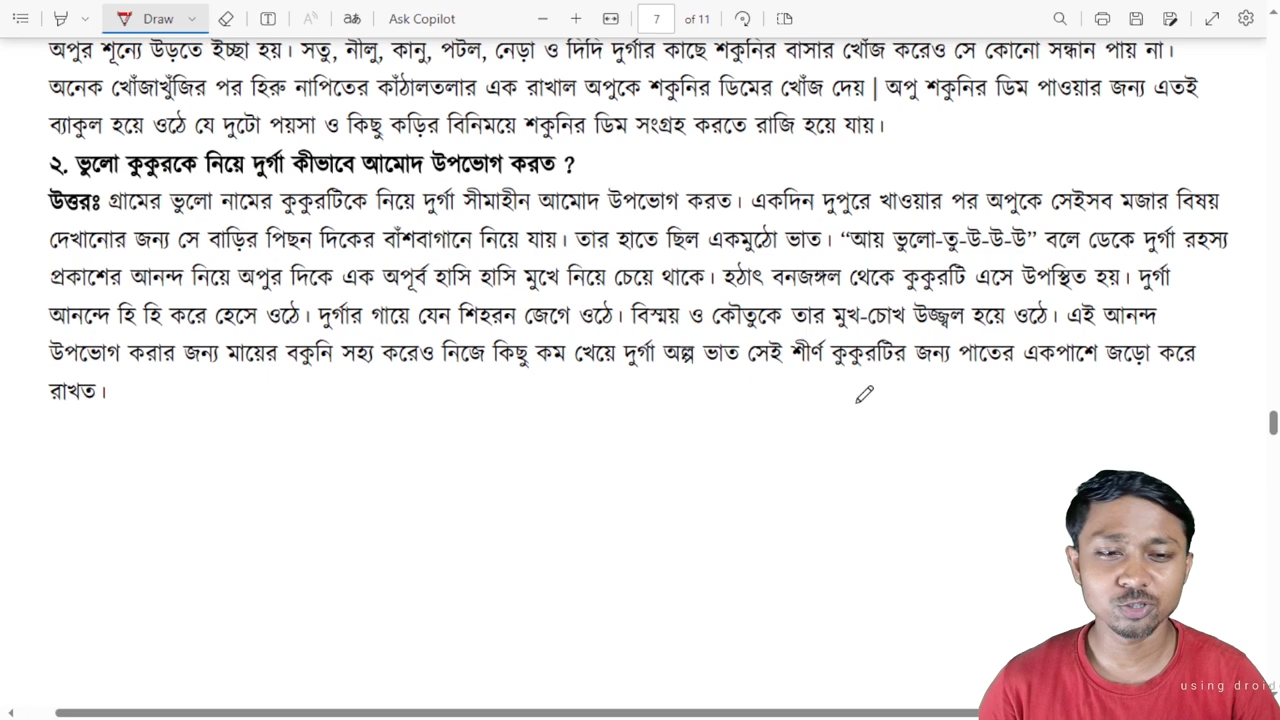 Draw
Ask Copilot
7 of 11
অপুর শূন্যে উড়তে ইচ্ছা হয়। সতু, নীলু, কানু, পটল, নেড়া ও দিদি দুর্গার কাছে শকুনির বাসার খোঁজ করেও সে কোনো সন্ধান পায় না।
অনেক খোঁজাখুঁজির পর হিরু নাপিতের কাঁঠালতলার এক রাখাল অপুকে শকুনির ডিমের খোঁজ দেয় | অপু শকুনির ডিম পাওয়ার জন্য এতই
ব্যাকুল হয়ে ওঠে যে দুটো পয়সা ও কিছু কড়ির বিনিময়ে শকুনির ডিম সংগ্রহ করতে রাজি হয়ে যায়।
২. ভুলো কুকুরকে নিয়ে দুর্গা কীভাবে আমোদ উপভোগ করত ?
উত্তরঃ গ্রামের ভুলো নামের কুকুরটিকে নিয়ে দুর্গা সীমাহীন আমোদ উপভোগ করত। একদিন দুপুরে খাওয়ার পর অপুকে সেইসব মজার বিষয়
দেখানোর জন্য সে বাড়ির পিছন দিকের বাঁশবাগানে নিয়ে যায়। তার হাতে ছিল একমুঠো ভাত। “আয় ভুলো-তু-উ-উ-উ” বলে ডেকে দুর্গা রহস্য
প্রকাশের আনন্দ নিয়ে অপুর দিকে এক অপূর্ব হাসি হাসি মুখে নিয়ে চেয়ে থাকে। হঠাৎ বনজঙ্গল থেকে কুকুরটি এসে উপস্থিত হয়। দুর্গা
আনন্দে হি হি করে হেসে ওঠে। দুর্গার গায়ে যেন শিহরন জেগে ওঠে। বিস্ময় ও কৌতুকে তার মুখ-চোখ উজ্জ্বল হয়ে ওঠে। এই আনন্দ
উপভোগ করার জন্য মায়ের বকুনি সহ্য করেও নিজে কিছু কম খেয়ে দুর্গা অল্প ভাত সেই শীর্ণ কুকুরটির জন্য পাতের একপাশে জড়ো করে
রাখত।
using droid